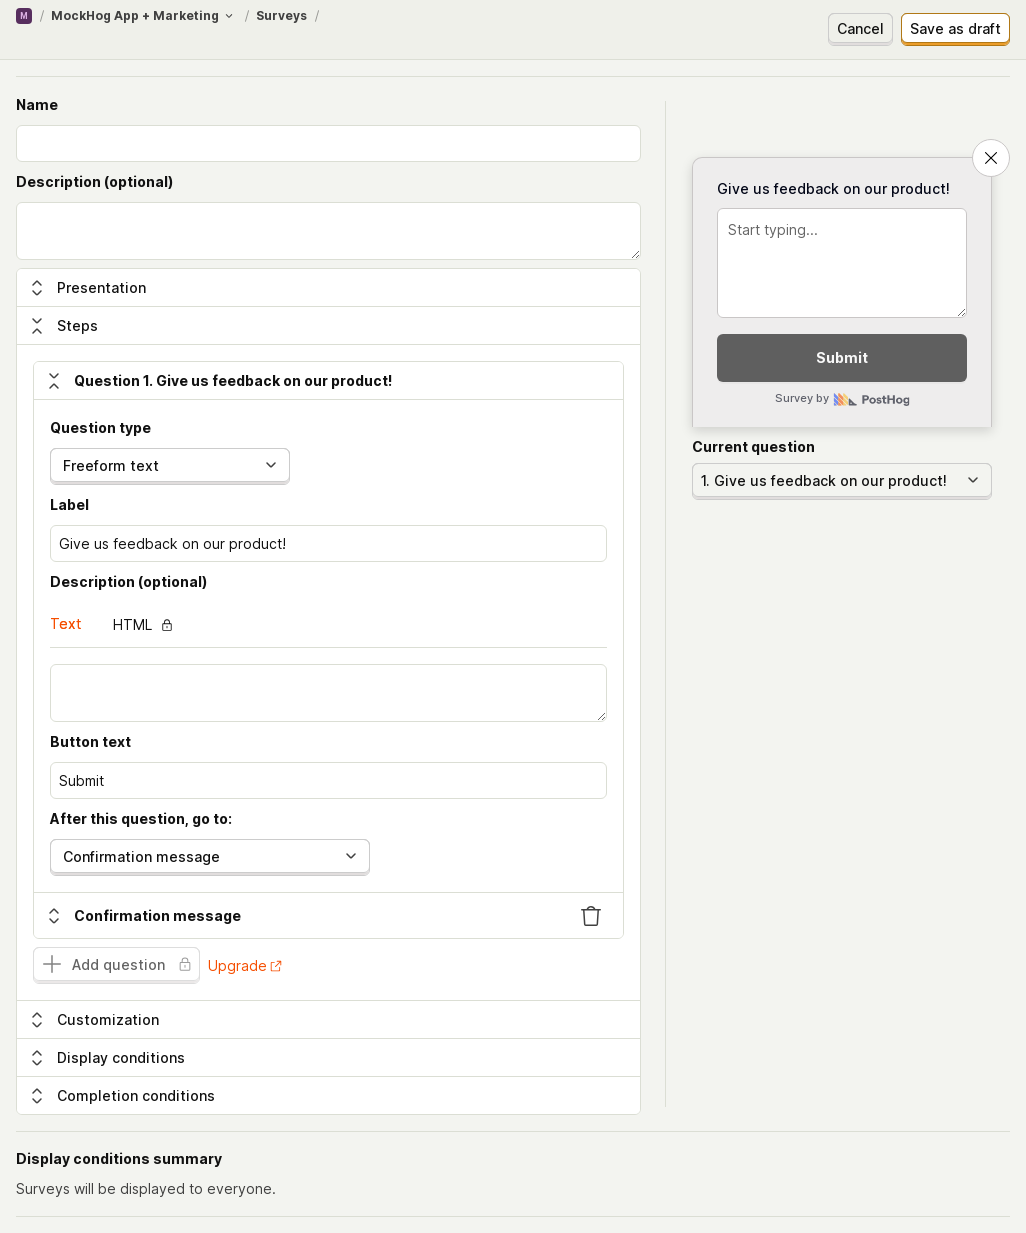 M / MockHog App + Marketing / Surveys /
Cancel
Save as draft
Name
Description (optional)
Presentation
Steps
Question 1. Give us feedback on our product!
Question type
Freeform text
Label
Give us feedback on our product!
Description (optional)
Text
HTML
Button text
Submit
After this question, go to:
Confirmation message
Confirmation message
Add question
Upgrade
Customization
Display conditions
Completion conditions
Give us feedback on our product!
Start typing...
Submit
Survey by PostHog
Current question
1. Give us feedback on our product!
Display conditions summary
Surveys will be displayed to everyone.